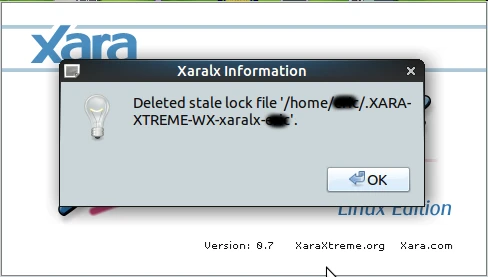 Xara
Xaralx Information
Deleted stale lock file '/home/ /.XARA-
XTREME-WX-xaralx- '.
OK
Linux Edition
Version: 0.7 XaraXtreme.org Xara.com